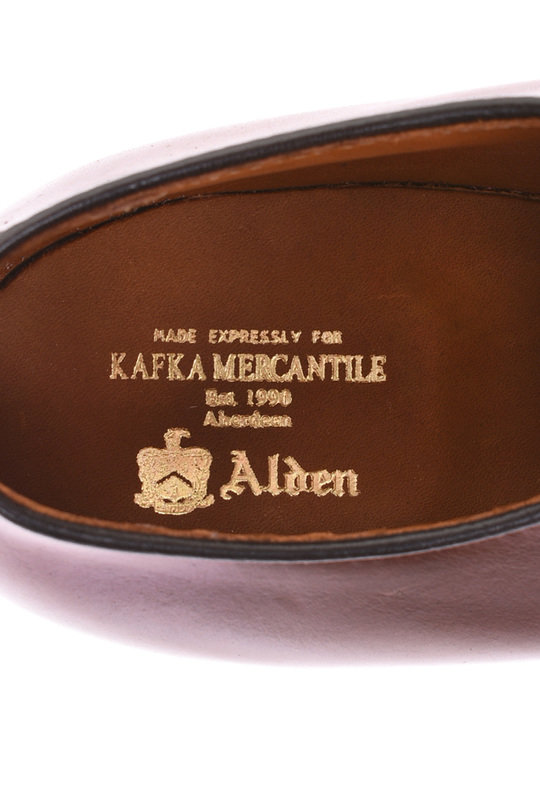 MADE EXPRESSLY FOR
KAFKA MERCANTILE
Est. 1990
Aberdeen
Alden